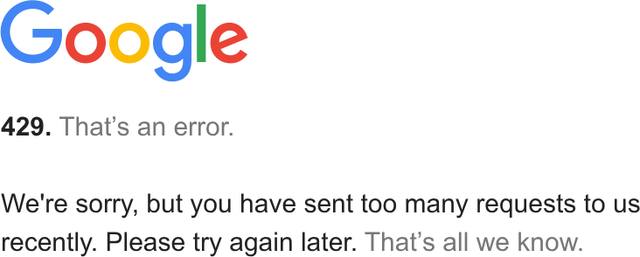 Google
429. That’s an error.
We're sorry, but you have sent too many requests to us
recently. Please try again later. That’s all we know.